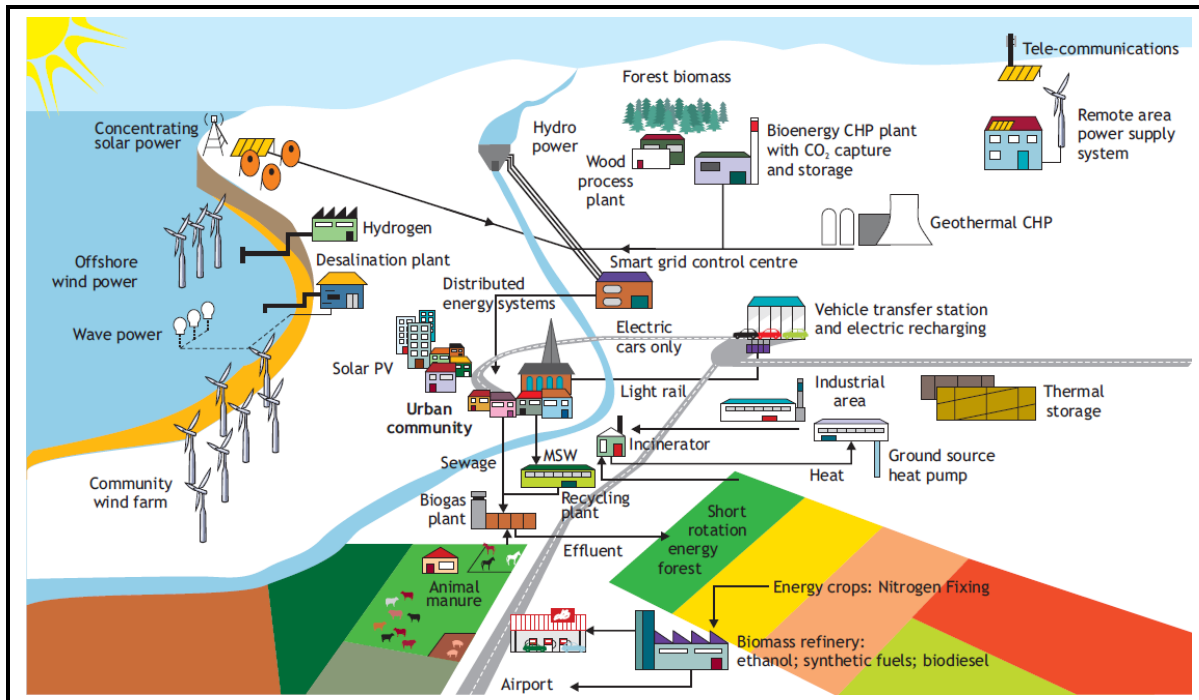 Tele-communications
Forest biomass
Concentrating
solar power
Hydro
power
Bioenergy CHP plant
with CO₂ capture
and storage
Remote area
power supply
system
Wood
process
plant
Geothermal CHP
Hydrogen
Offshore
wind power
Desalination plant
Smart grid control centre
Distributed
energy systems
Vehicle transfer station
and electric recharging
Wave power
Electric
cars only
Solar PV
Light rail
Industrial
area
Thermal
storage
Urban
community
Incinerator
Sewage
MSW
Heat
Ground source
heat pump
Community
wind farm
Biogas
plant
Recycling
plant
Short
rotation
energy
forest
Effluent
Animal
manure
Energy crops: Nitrogen Fixing
Biomass refinery:
ethanol; synthetic fuels; biodiesel
Airport